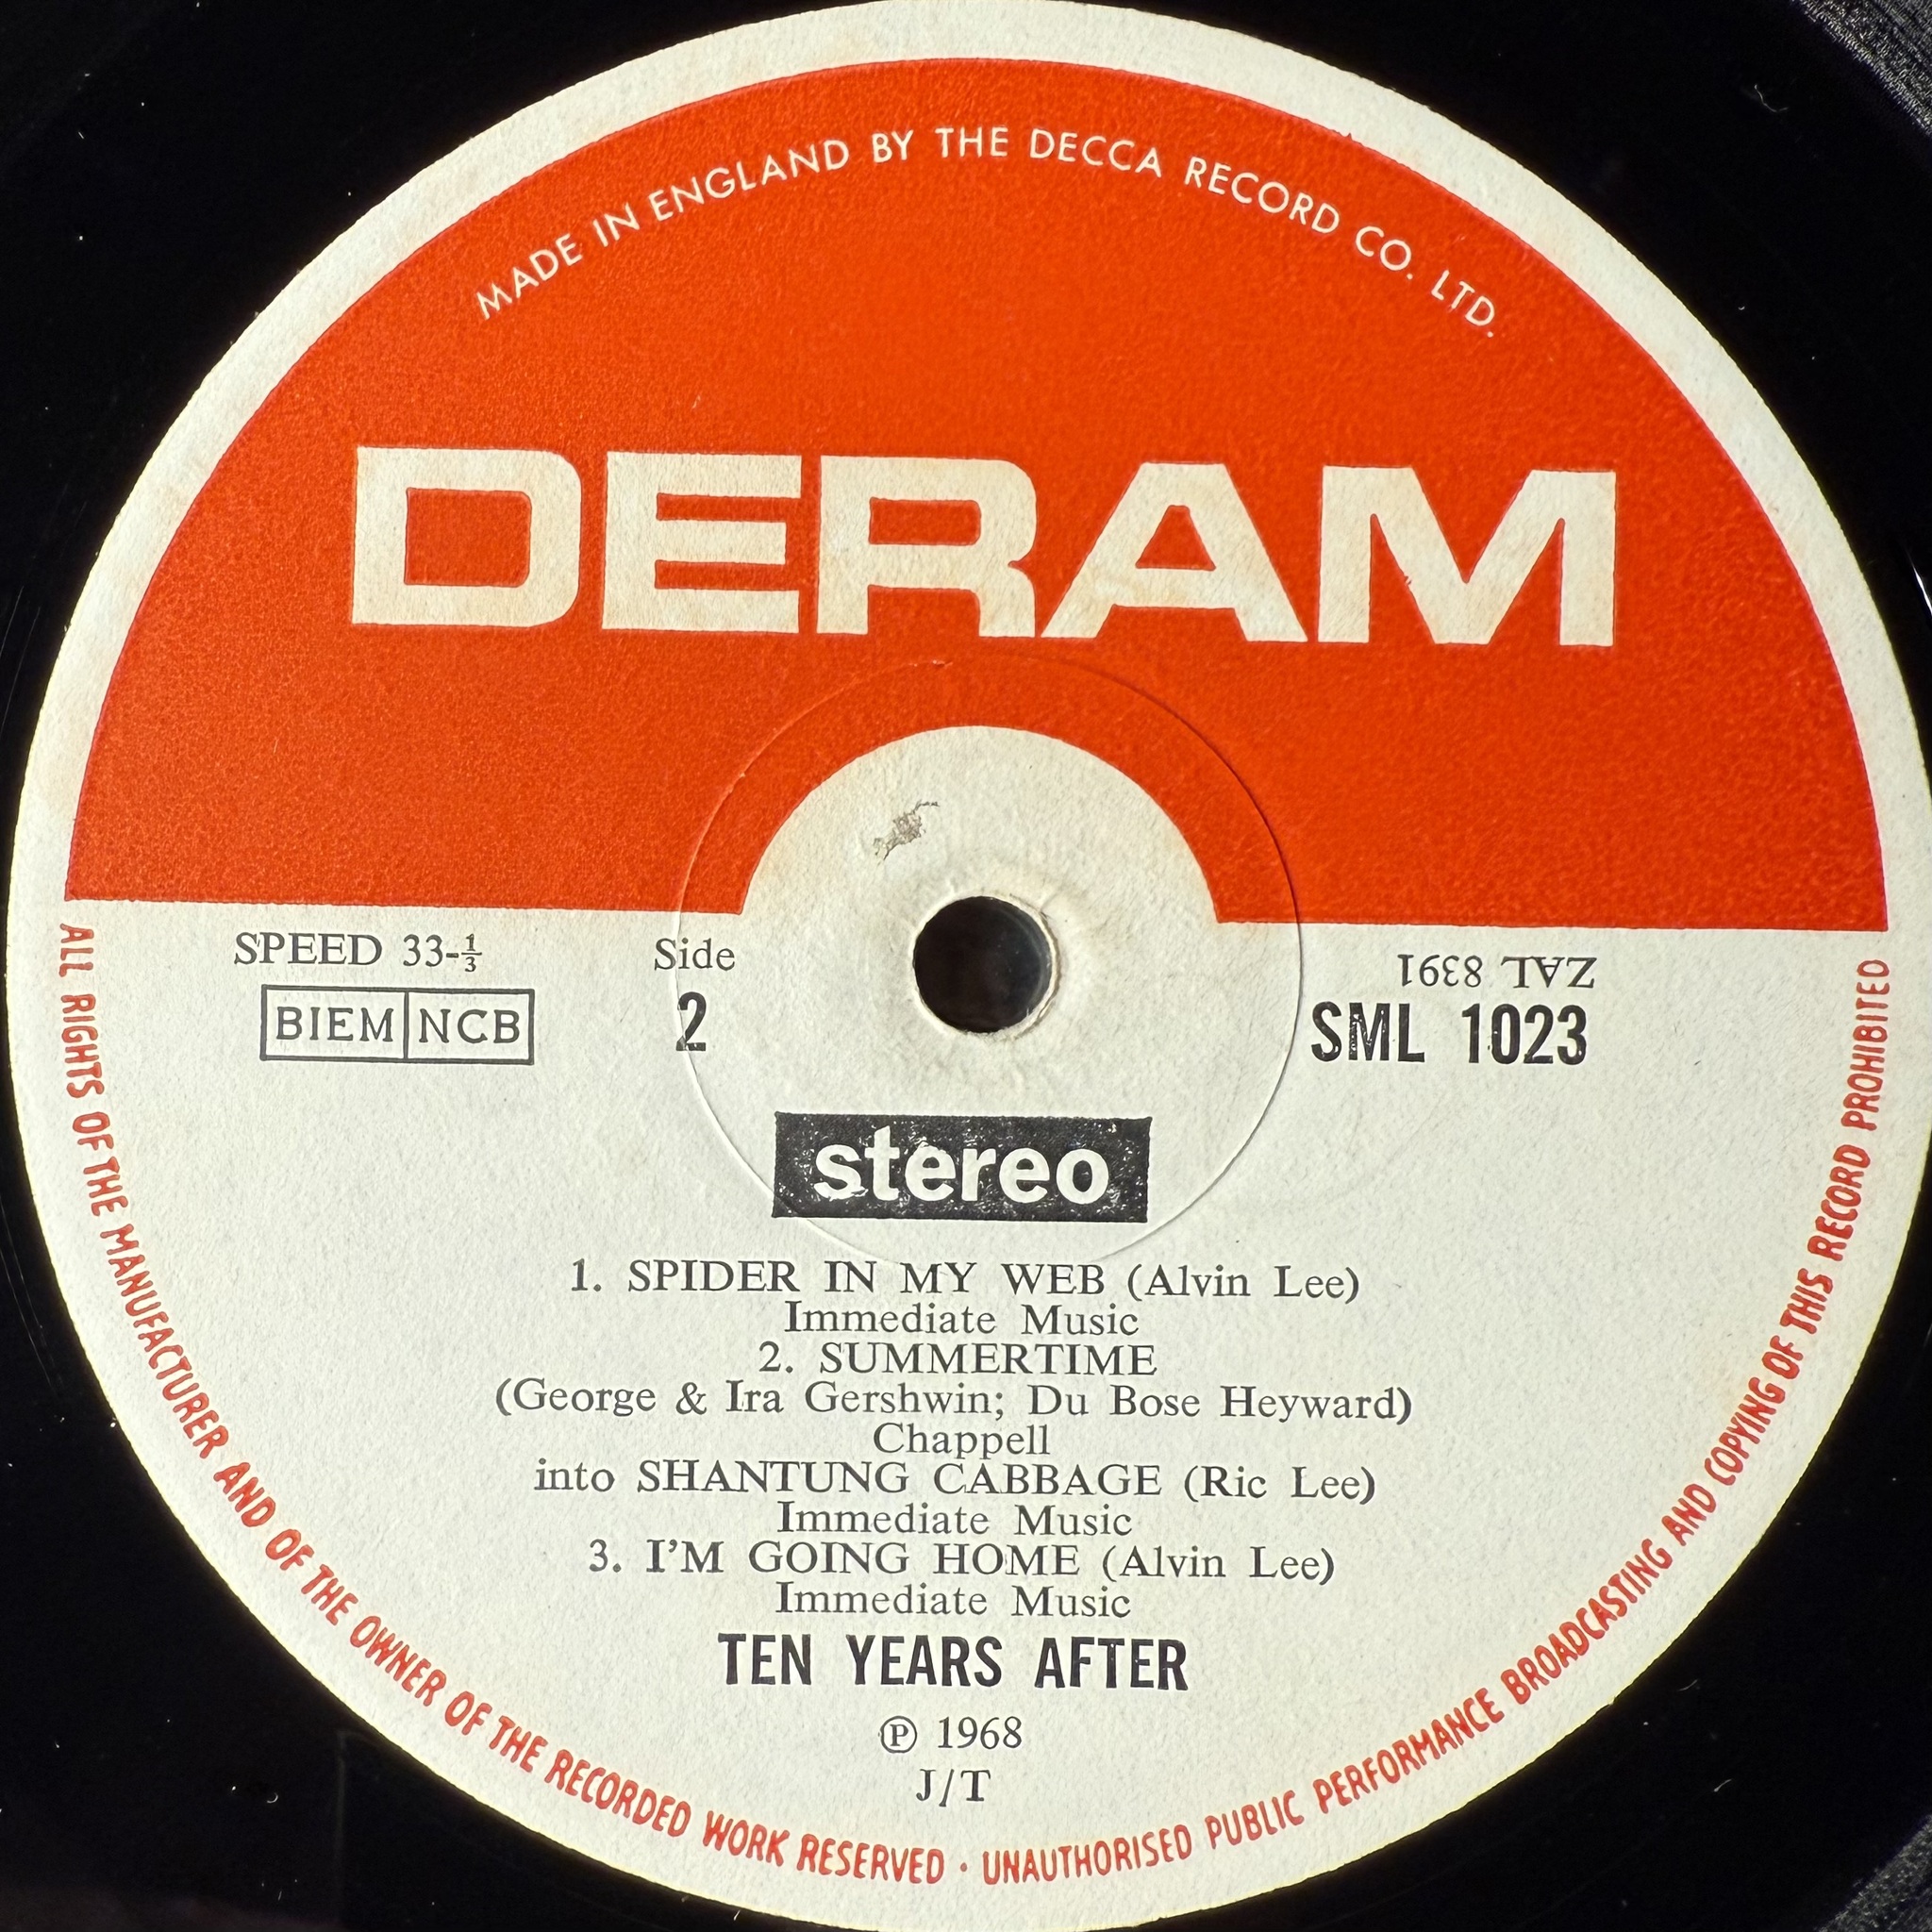 MADE IN ENGLAND BY THE DECCA RECORD CO. LTD.
DERAM
SPEED 33-⅓
Side
ZAL 8391
BIEM NCB
2
SML 1023
stereo
1. SPIDER IN MY WEB (Alvin Lee)
Immediate Music
2. SUMMERTIME
(George & Ira Gershwin; Du Bose Heyward)
Chappell
into SHANTUNG CABBAGE (Ric Lee)
Immediate Music
3. I'M GOING HOME (Alvin Lee)
Immediate Music
TEN YEARS AFTER
℗ 1968
J/T
ALL RIGHTS OF THE MANUFACTURER AND OF THE OWNER OF THE RECORDED WORK RESERVED · UNAUTHORISED PUBLIC PERFORMANCE BROADCASTING AND COPYING OF THIS RECORD PROHIBITED